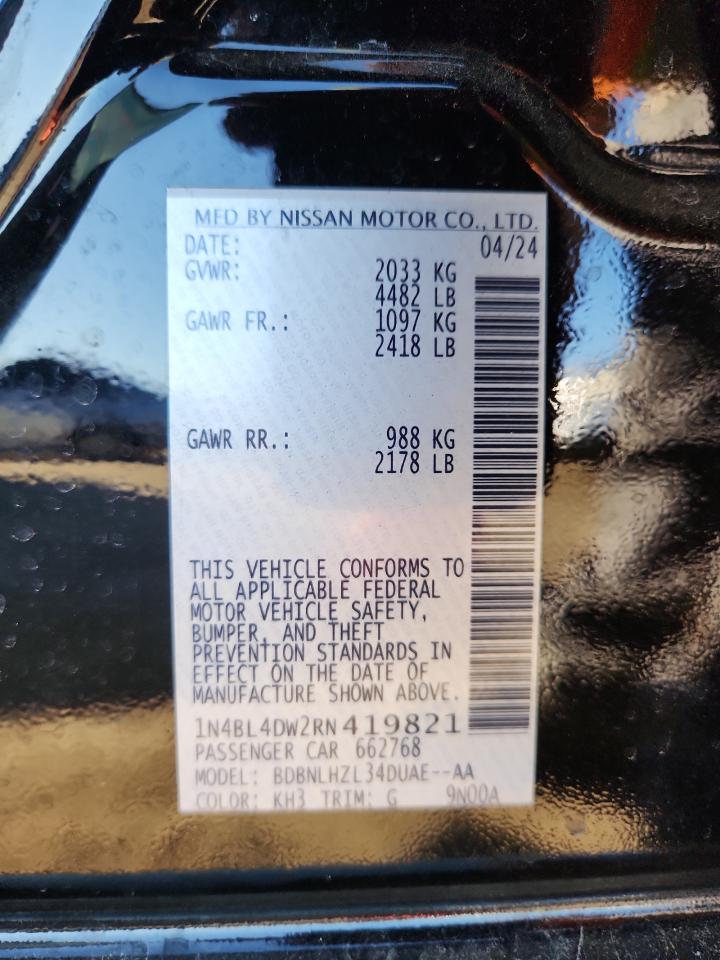 MFD BY NISSAN MOTOR CO., LTD.
DATE: 04/24
GVWR: 2033 KG
4482 LB
GAWR FR.: 1097 KG
2418 LB
GAWR RR.: 988 KG
2178 LB
THIS VEHICLE CONFORMS TO
ALL APPLICABLE FEDERAL
MOTOR VEHICLE SAFETY,
BUMPER, AND THEFT
PREVENTION STANDARDS IN
EFFECT ON THE DATE OF
MANUFACTURE SHOWN ABOVE.
1N4BL4DW2RN419821
PASSENGER CAR 662768
MODEL: BDBNLHZL34DUAE--AA
COLOR: KH3 TRIM: G 9N00A